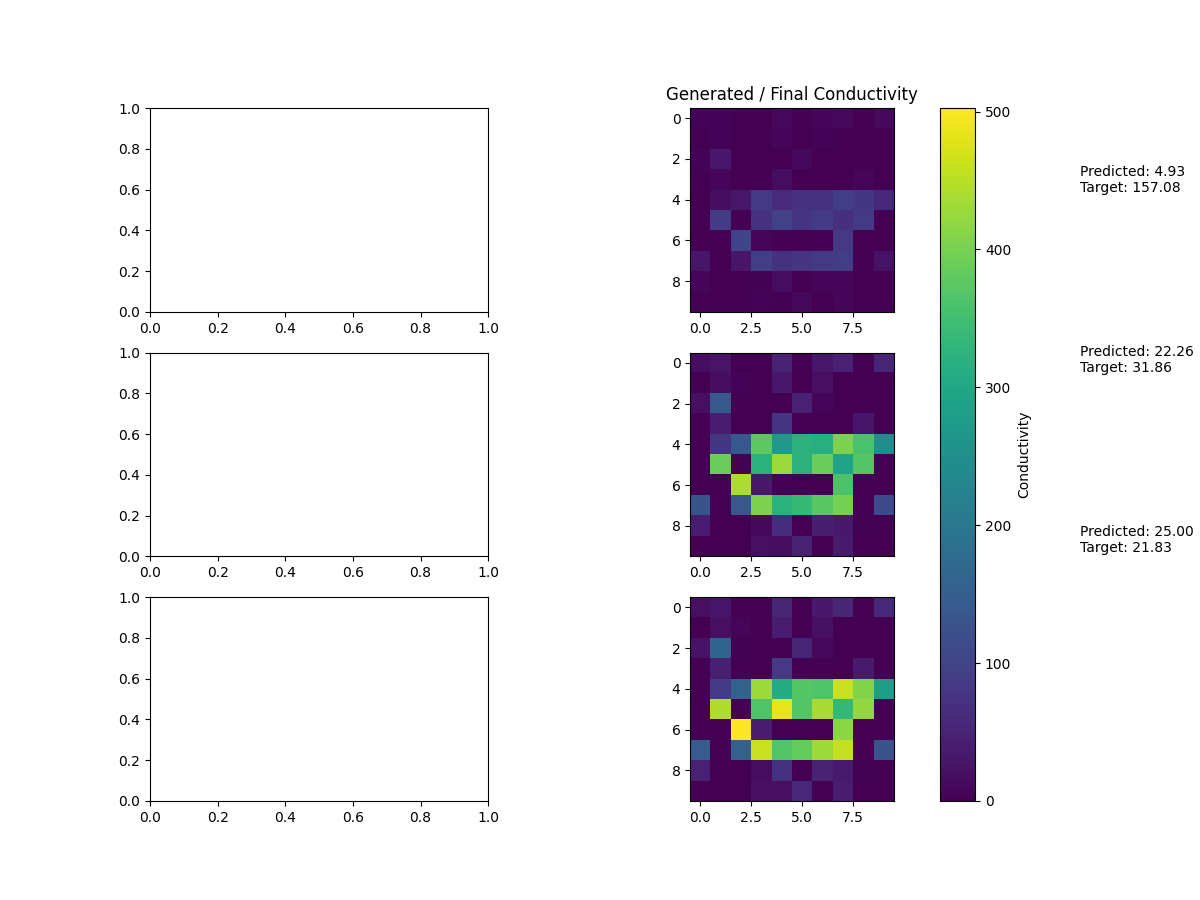 Generated / Final Conductivity
1.0
0.8
0.6
0.4
0.2
0.0
0.0 0.2 0.4 0.6 0.8 1.0
0
2
4
6
8
0.0 2.5 5.0 7.5
1.0
0.8
0.6
0.4
0.2
0.0
0.0 0.2 0.4 0.6 0.8 1.0
0
2
4
6
8
0.0 2.5 5.0 7.5
1.0
0.8
0.6
0.4
0.2
0.0
0.0 0.2 0.4 0.6 0.8 1.0
0
2
4
6
8
0.0 2.5 5.0 7.5
500
400
300
200
100
0
Conductivity
Predicted: 4.93
Target: 157.08
Predicted: 22.26
Target: 31.86
Predicted: 25.00
Target: 21.83